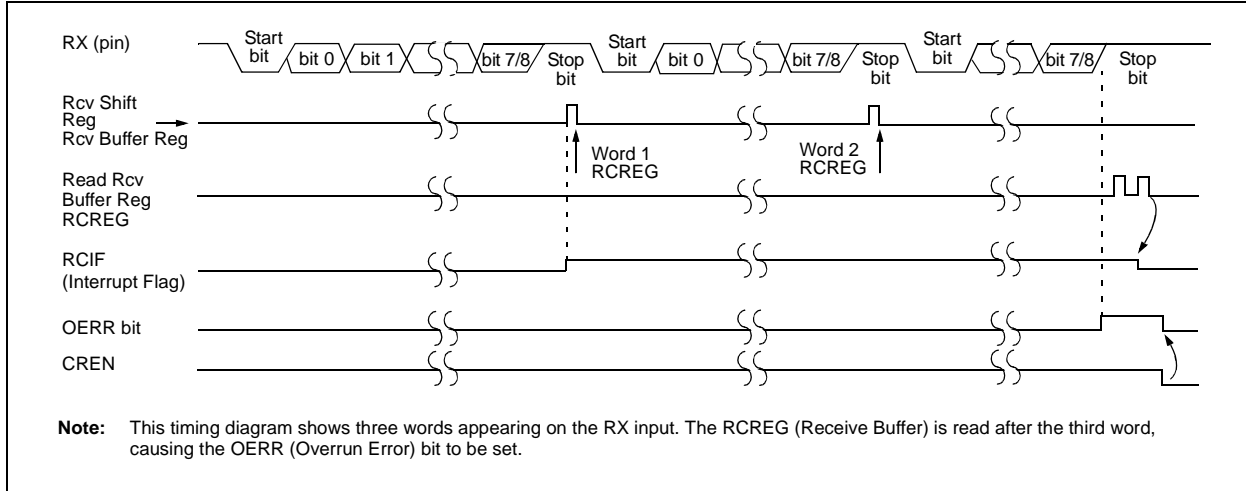 RX (pin)
Start
bit
bit 0
bit 1
bit 7/8
Stop
bit
Start
bit
bit 0
bit 7/8
Stop
bit
Start
bit
bit 7/8
Stop
bit
Rcv Shift
Reg
Rcv Buffer Reg
Word 1
RCREG
Word 2
RCREG
Read Rcv
Buffer Reg
RCREG
RCIF
(Interrupt Flag)
OERR bit
CREN
Note: This timing diagram shows three words appearing on the RX input. The RCREG (Receive Buffer) is read after the third word,
causing the OERR (Overrun Error) bit to be set.